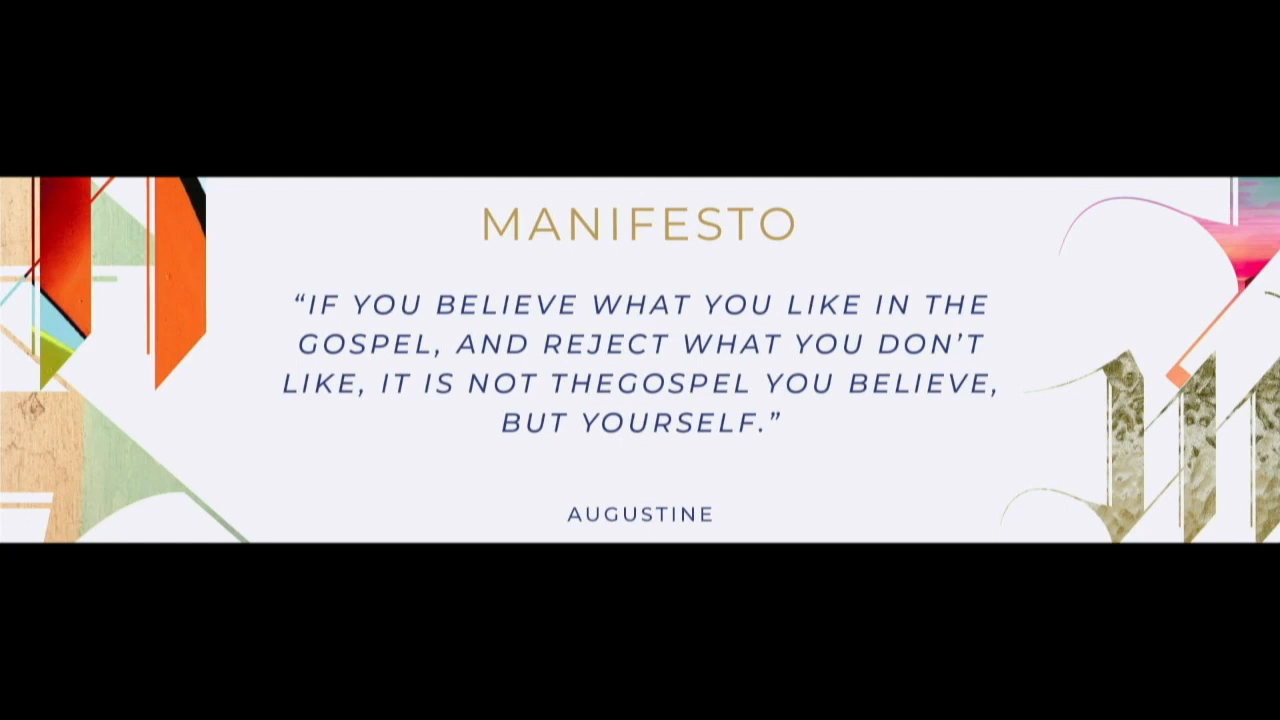 MANIFESTO
“IF YOU BELIEVE WHAT YOU LIKE IN THE
GOSPEL, AND REJECT WHAT YOU DON’T
LIKE, IT IS NOT THEGOSPEL YOU BELIEVE,
BUT YOURSELF.”
AUGUSTINE